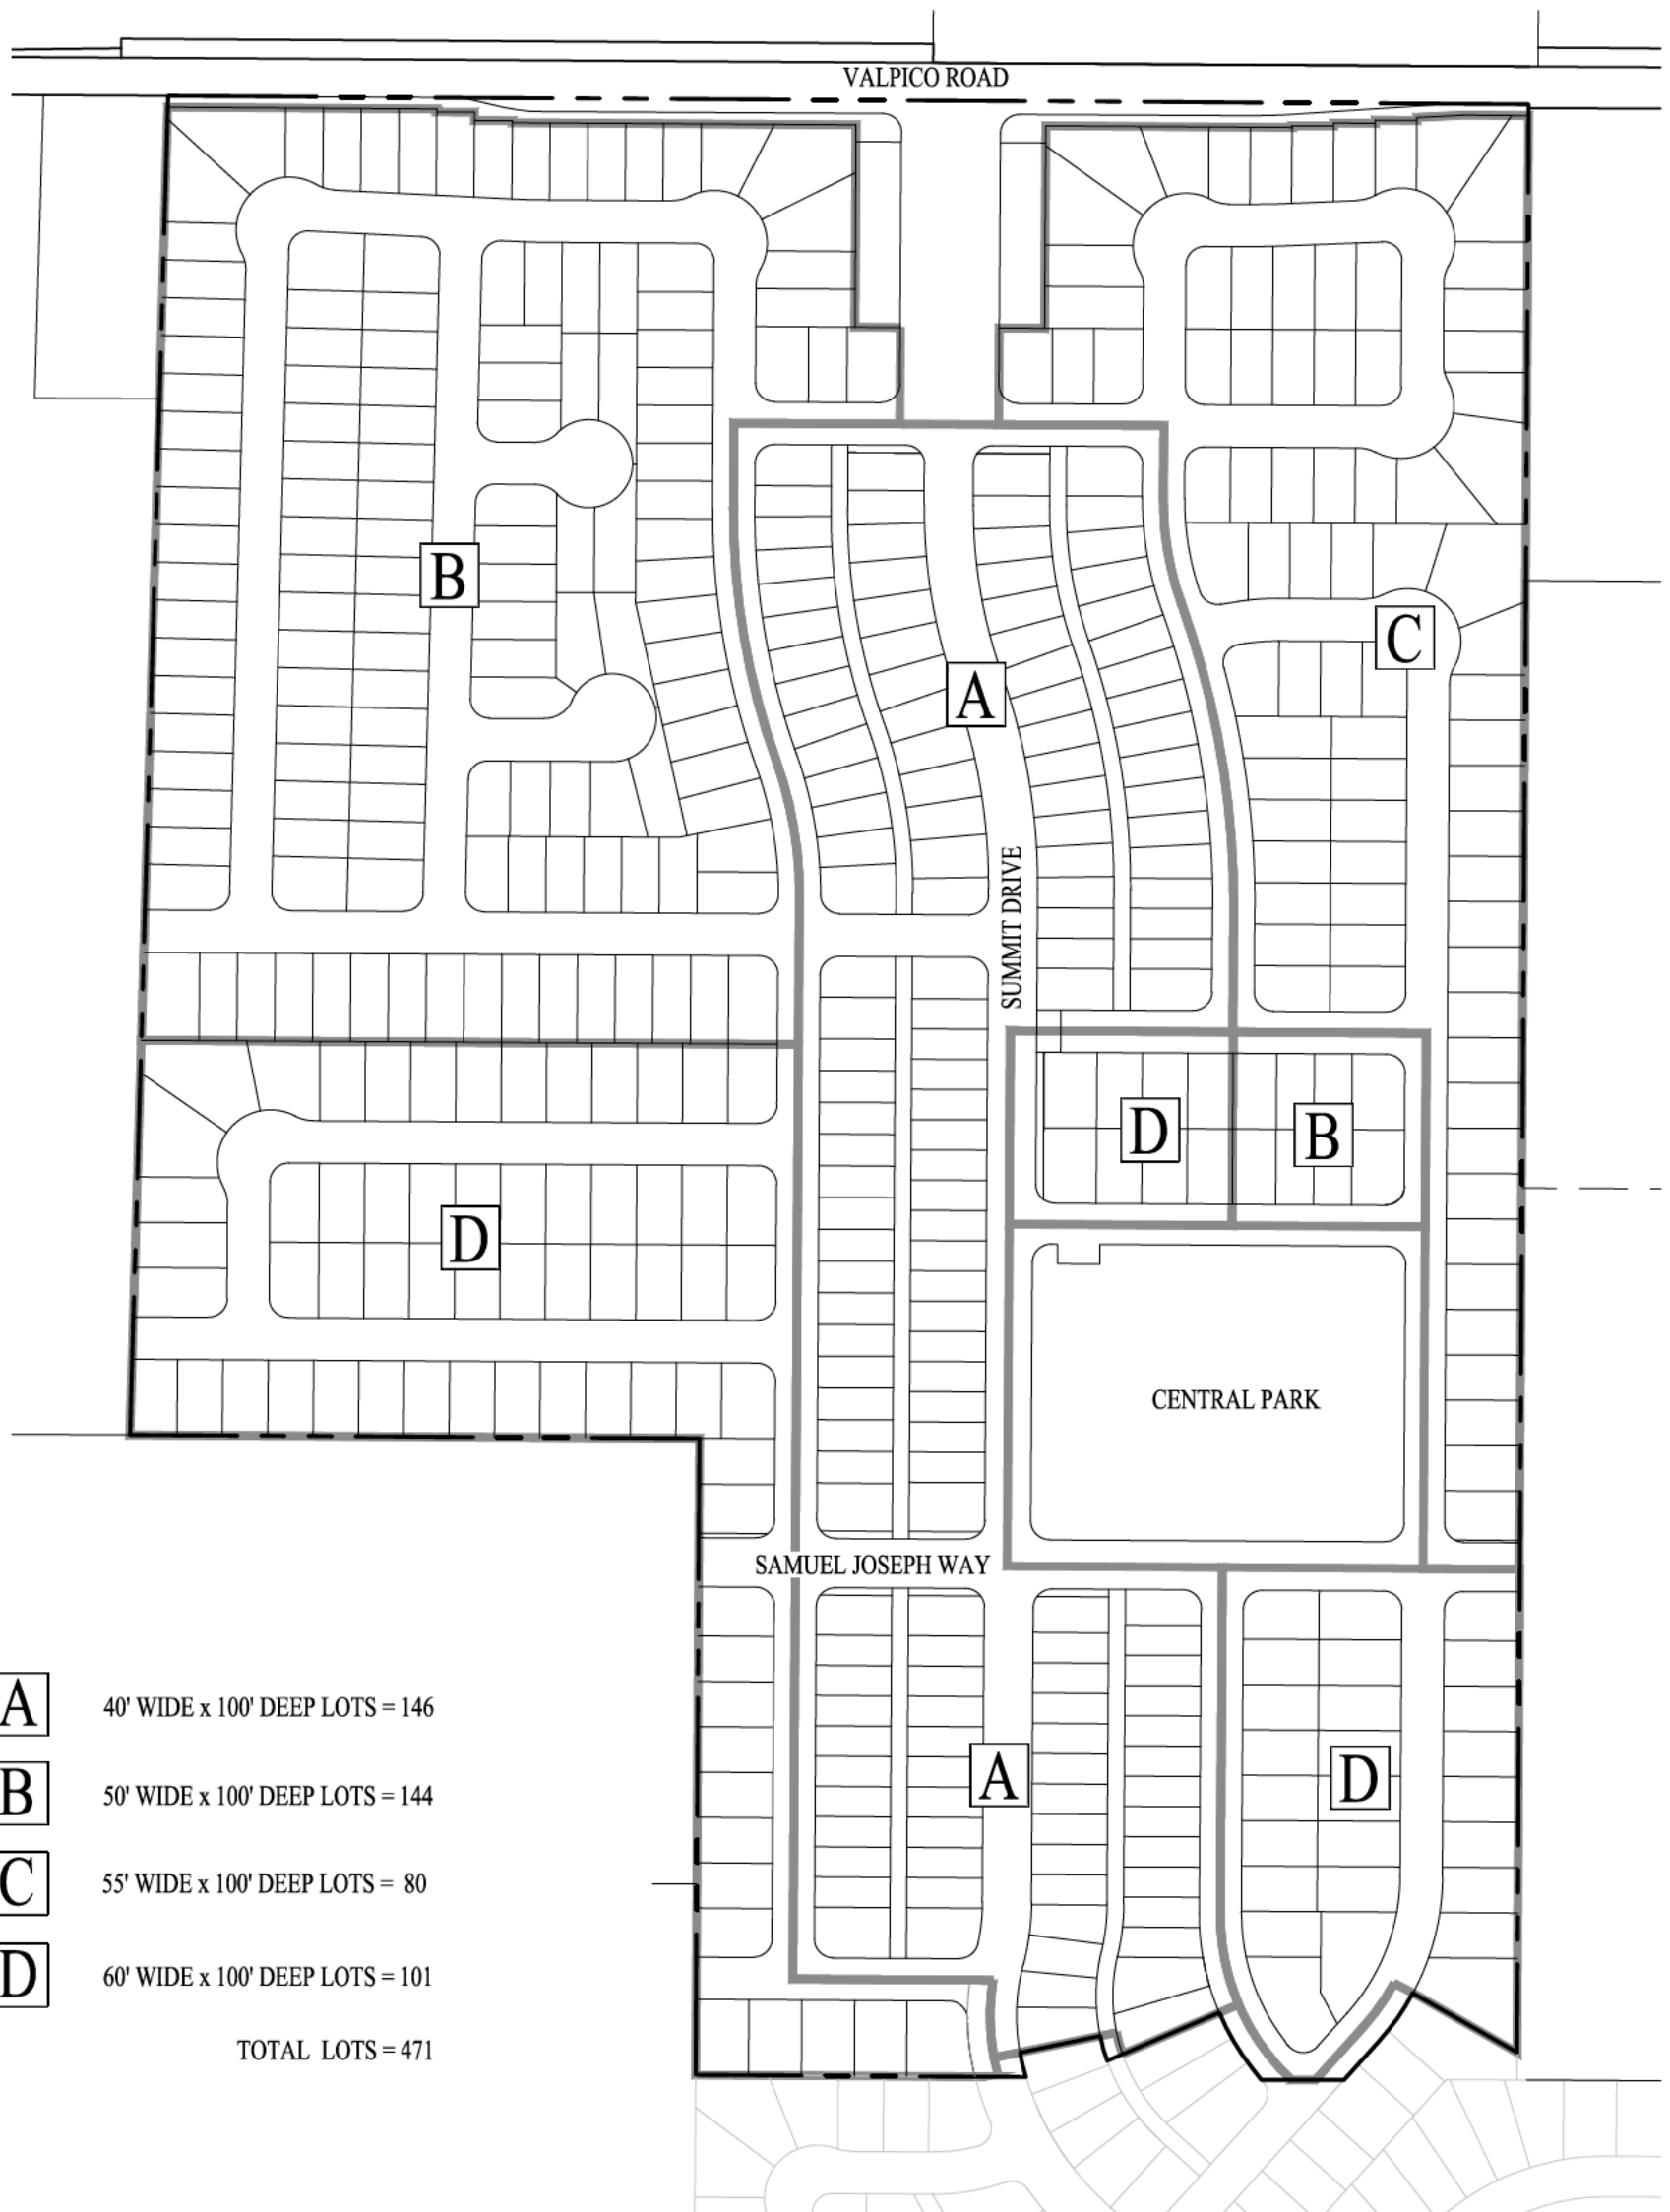 VALPICO ROAD
B
C
A
SUMMIT DRIVE
D
B
D
CENTRAL PARK
SAMUEL JOSEPH WAY
A
D
A 40' WIDE x 100' DEEP LOTS = 146
B 50' WIDE x 100' DEEP LOTS = 144
C 55' WIDE x 100' DEEP LOTS = 80
D 60' WIDE x 100' DEEP LOTS = 101
TOTAL LOTS = 471